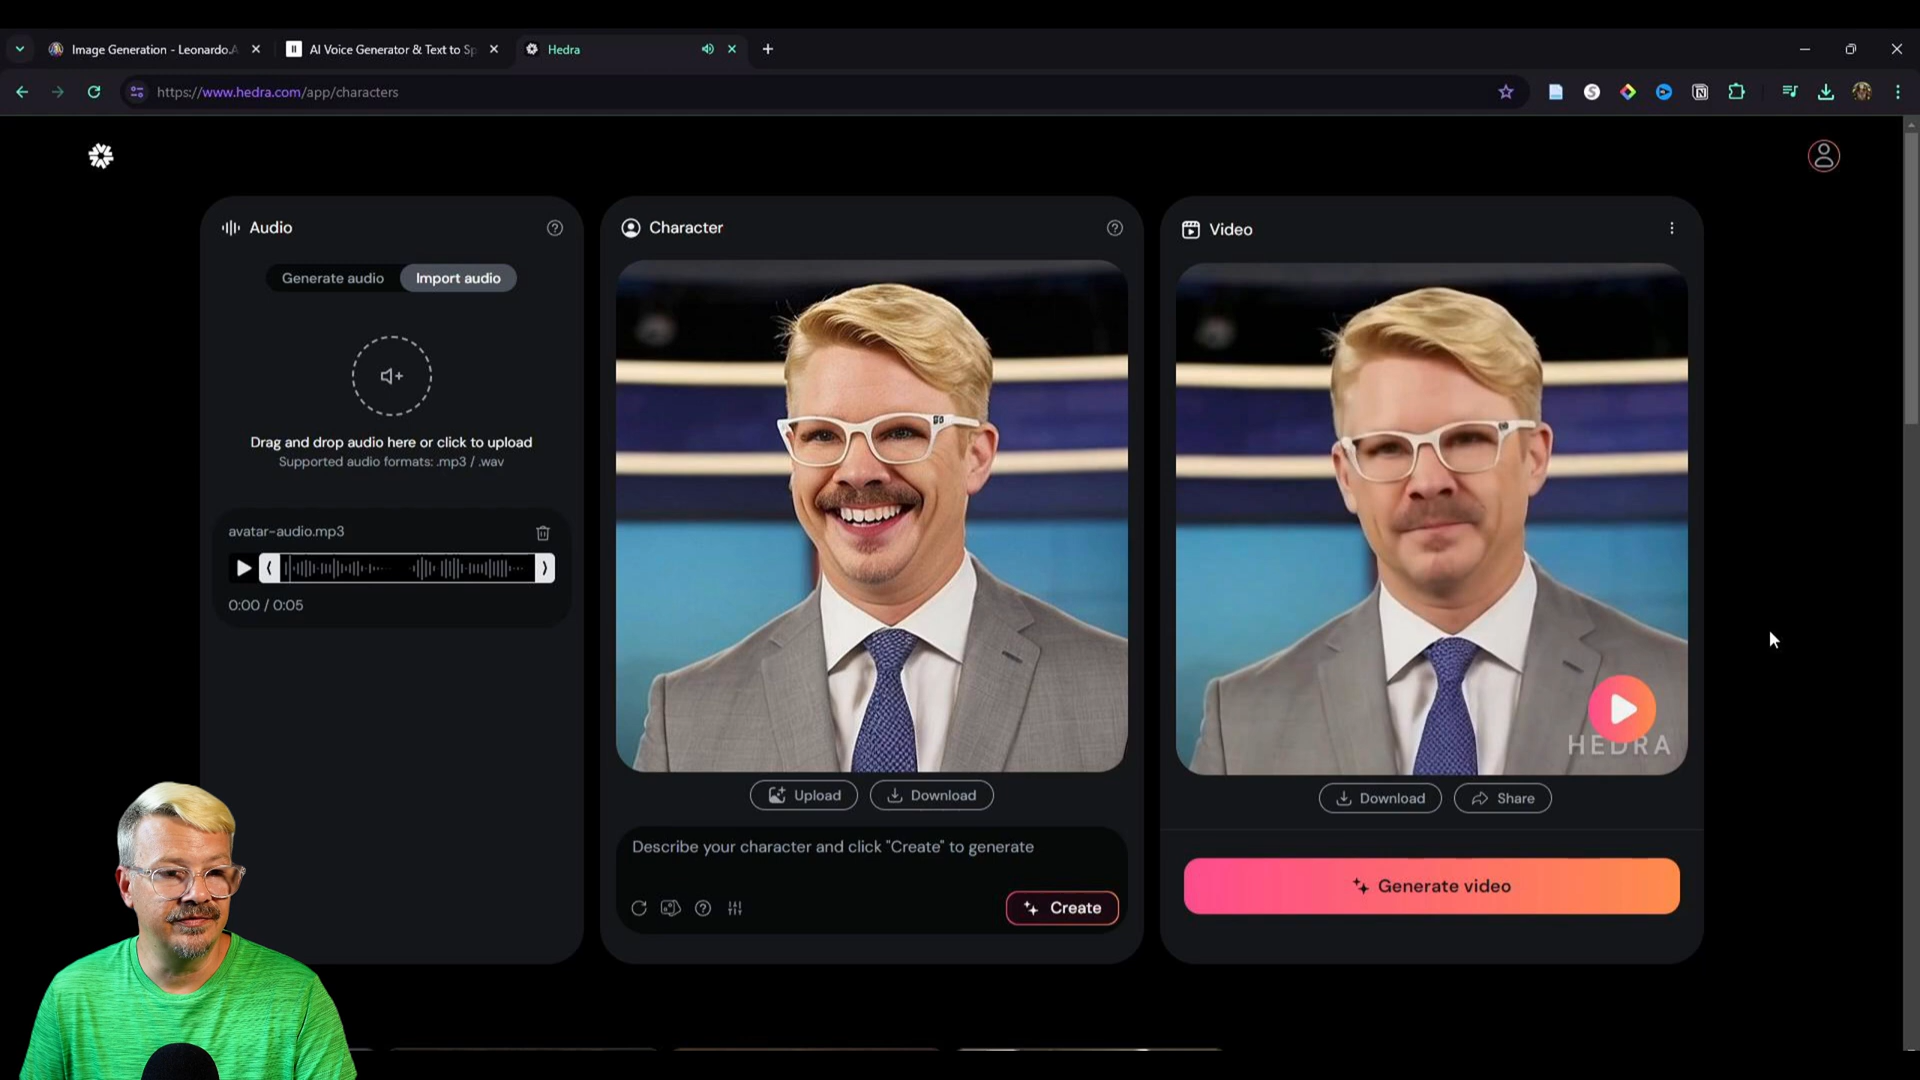 Image Generation - Leonardo.A
AI Voice Generator & Text to Sp
Hedra
https://www.hedra.com/app/characters
Audio
Generate audio
Import audio
Drag and drop audio here or click to upload
Supported audio formats: .mp3 / .wav
avatar-audio.mp3
0:00 / 0:05
Character
Upload
Download
Describe your character and click "Create" to generate
Create
Video
HEDRA
Download
Share
Generate video